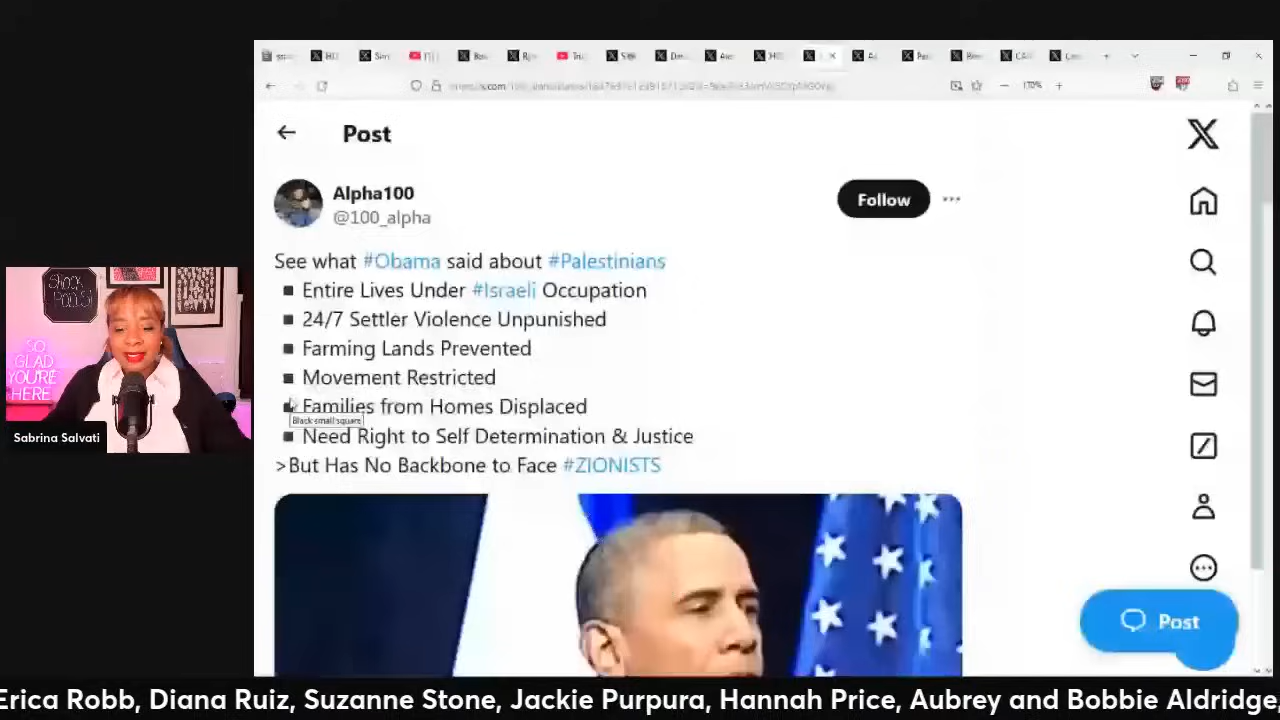 Post
Alpha100
@100_alpha
Follow
See what #Obama said about #Palestinians
▪ Entire Lives Under #Israeli Occupation
▪ 24/7 Settler Violence Unpunished
▪ Farming Lands Prevented
▪ Movement Restricted
▪ Families from Homes Displaced
Black small square
▪ Need Right to Self Determination & Justice
>But Has No Backbone to Face #ZIONISTS
Post
SO
GLAD
YOU'RE
HERE
Sabrina Salvati
Erica Robb, Diana Ruiz, Suzanne Stone, Jackie Purpura, Hannah Price, Aubrey and Bobbie Aldridge,